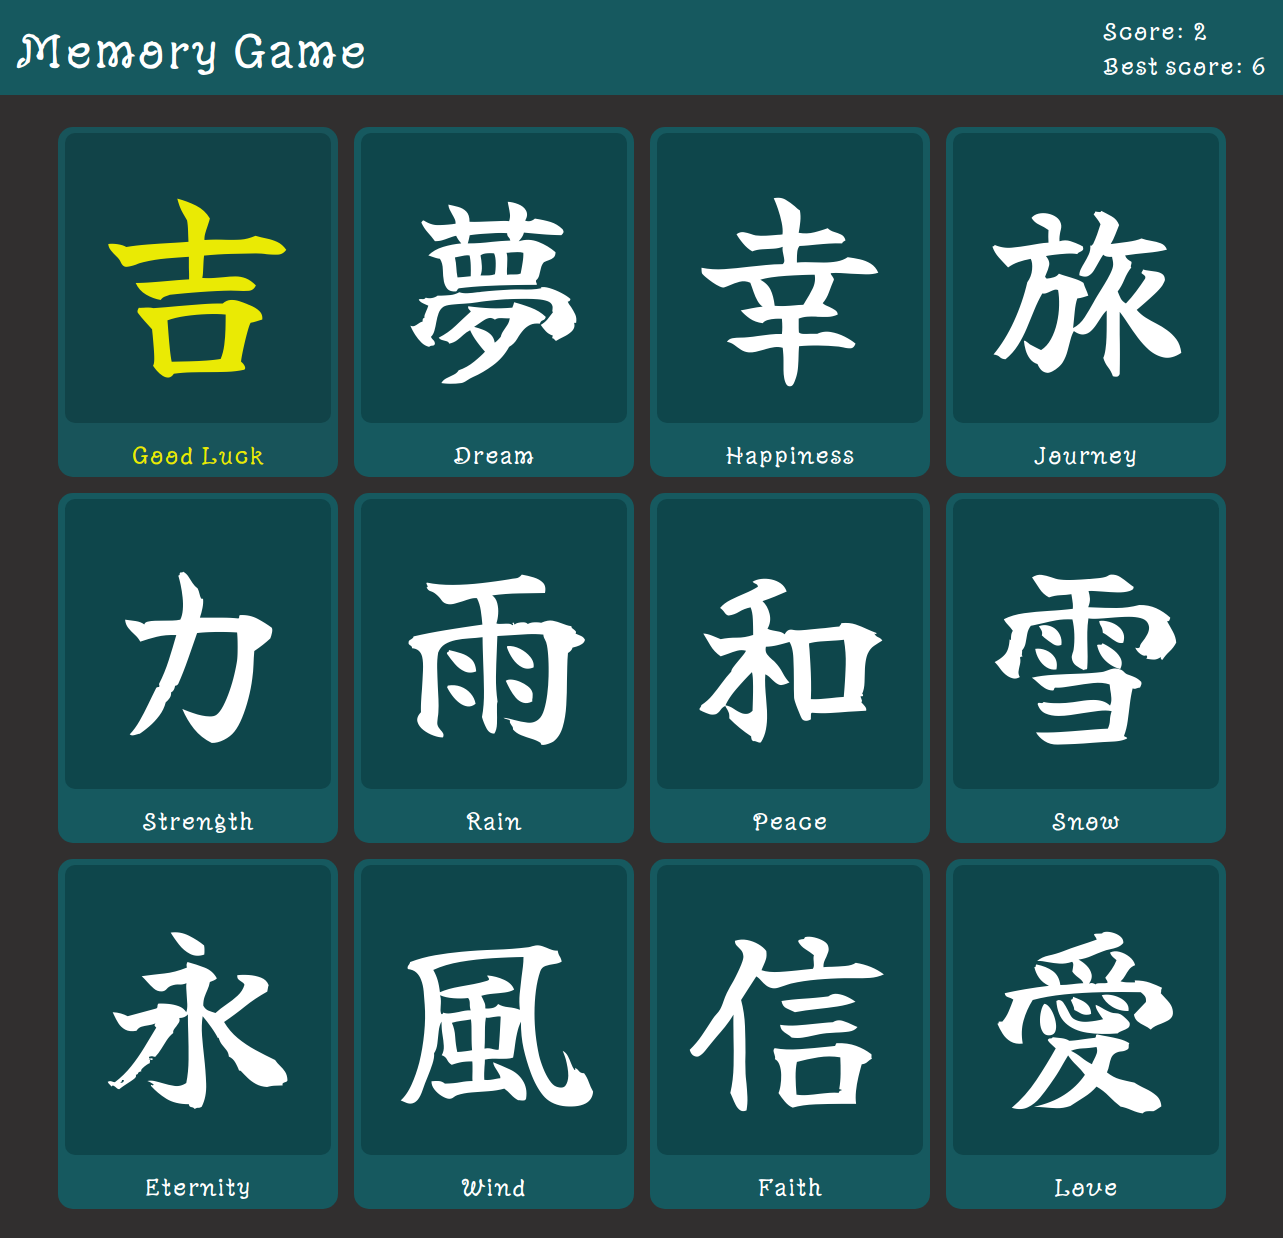 Memory Game
Score: 2
Best score: 6
吉
Good Luck
夢
Dream
幸
Happiness
旅
Journey
力
Strength
雨
Rain
和
Peace
雪
Snow
永
Eternity
風
Wind
信
Faith
愛
Love